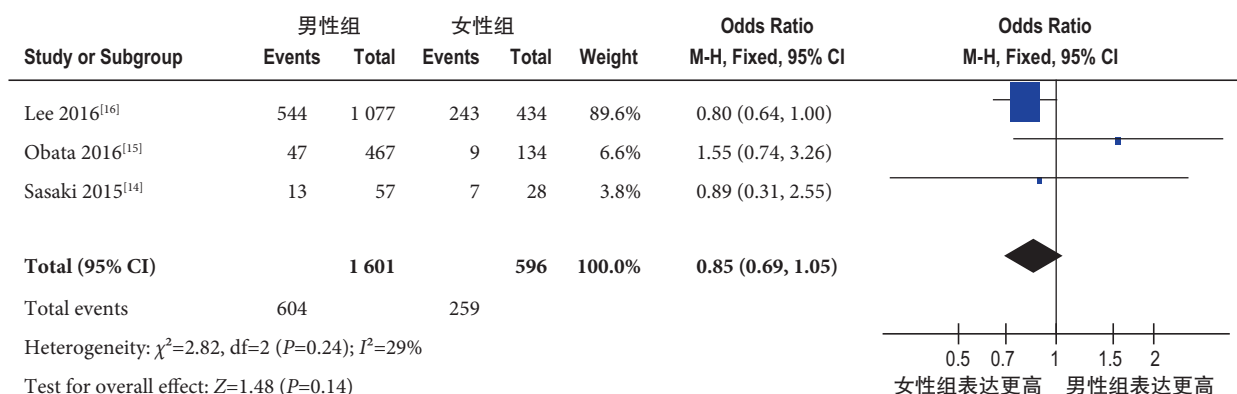 男性组 女性组 Odds Ratio Odds Ratio
Study or Subgroup Events Total Events Total Weight M-H, Fixed, 95% CI M-H, Fixed, 95% CI
Lee 2016[16] 544 1 077 243 434 89.6% 0.80 (0.64, 1.00)
Obata 2016[15] 47 467 9 134 6.6% 1.55 (0.74, 3.26)
Sasaki 2015[14] 13 57 7 28 3.8% 0.89 (0.31, 2.55)
Total (95% CI) 1 601 596 100.0% 0.85 (0.69, 1.05)
Total events 604 259
Heterogeneity: χ²=2.82, df=2 (P=0.24); I²=29%
0.5 0.7 1 1.5 2
Test for overall effect: Z=1.48 (P=0.14) 女性组表达更高 男性组表达更高